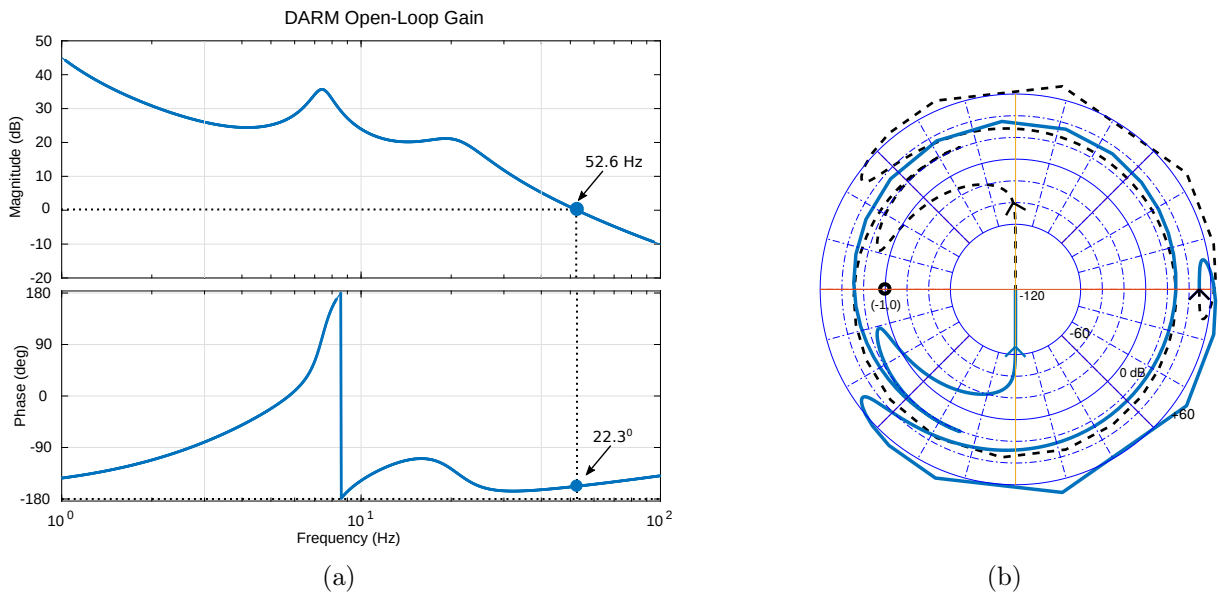 DARM Open-Loop Gain
50
40
30
20
10
0
-10
-20
Magnitude (dB)
52.6 Hz
180
90
0
-90
-180
Phase (deg)
22.3⁰
10⁰
10¹
10²
Frequency (Hz)
(a)
(-1.0)
-120
-60
0 dB
+60
(b)